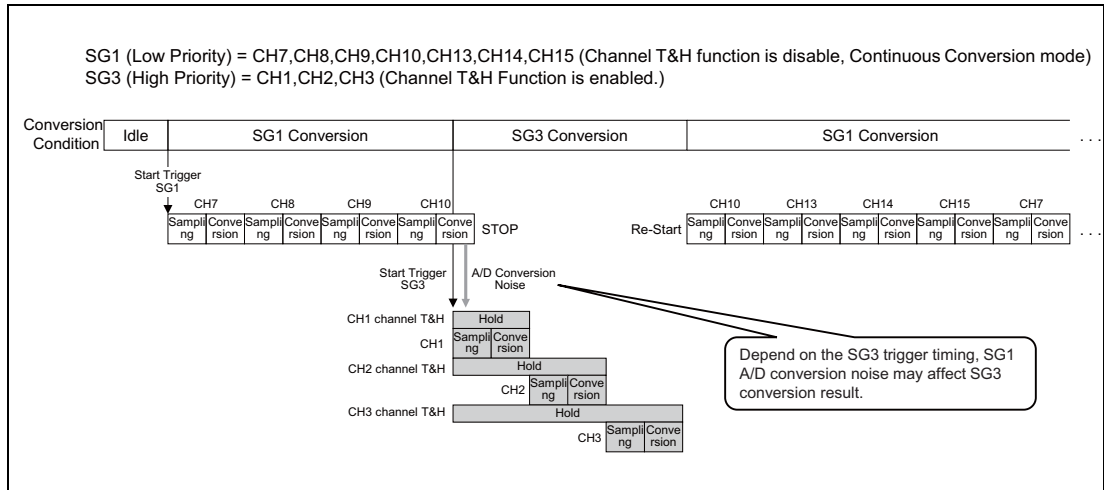 SG1 (Low Priority) = CH7,CH8,CH9,CH10,CH13,CH14,CH15 (Channel T&H function is disable, Continuous Conversion mode)
SG3 (High Priority) = CH1,CH2,CH3 (Channel T&H Function is enabled.)
Conversion
Condition
Idle
SG1 Conversion
SG3 Conversion
SG1 Conversion
. . .
Start Trigger
SG1
CH7
CH8
CH9
CH10
Sampli
ng
Conve
rsion
Sampli
ng
Conve
rsion
Sampli
ng
Conve
rsion
Sampli
ng
Conve
rsion
STOP
Re-Start
CH10
CH13
CH14
CH15
CH7
Sampli
ng
Conve
rsion
Sampli
ng
Conve
rsion
Sampli
ng
Conve
rsion
Sampli
ng
Conve
rsion
Sampli
ng
Conve
rsion
. . .
Start Trigger
SG3
A/D Conversion
Noise
CH1 channel T&H
Hold
CH1
Sampli
ng
Conve
rsion
CH2 channel T&H
Hold
CH2
Sampli
ng
Conve
rsion
CH3 channel T&H
Hold
CH3
Sampli
ng
Conve
rsion
Depend on the SG3 trigger timing, SG1
A/D conversion noise may affect SG3
conversion result.